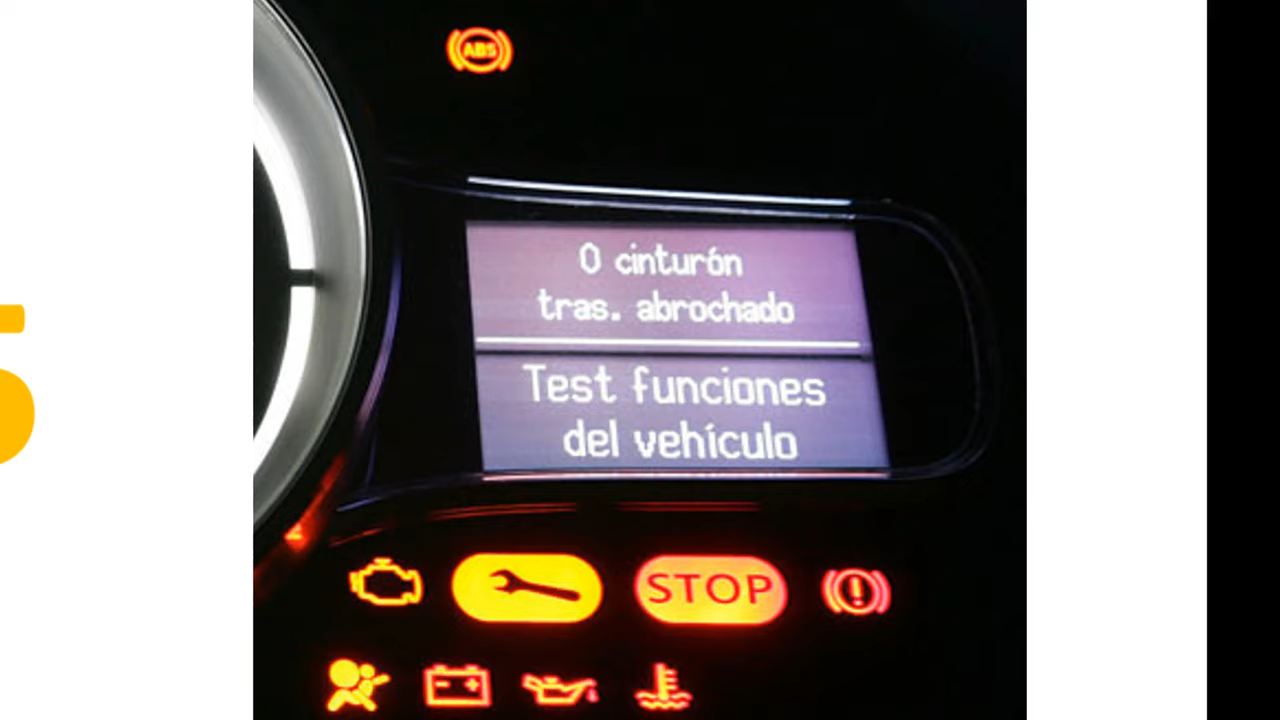 ABS
0 cinturón
tras. abrochado
Test funciones
del vehículo
STOP